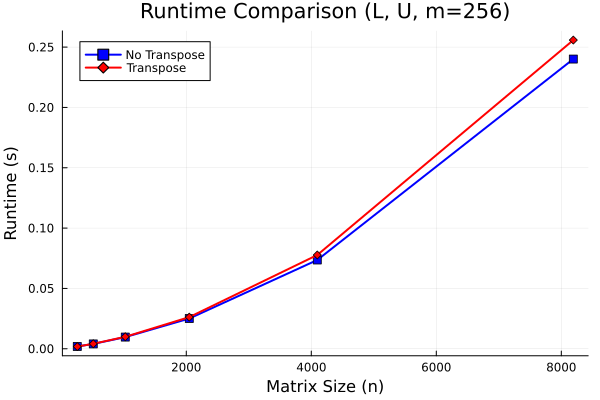 Runtime Comparison (L, U, m=256)
No Transpose
Transpose
Runtime (s)
0.25
0.20
0.15
0.10
0.05
0.00
2000 4000 6000 8000
Matrix Size (n)